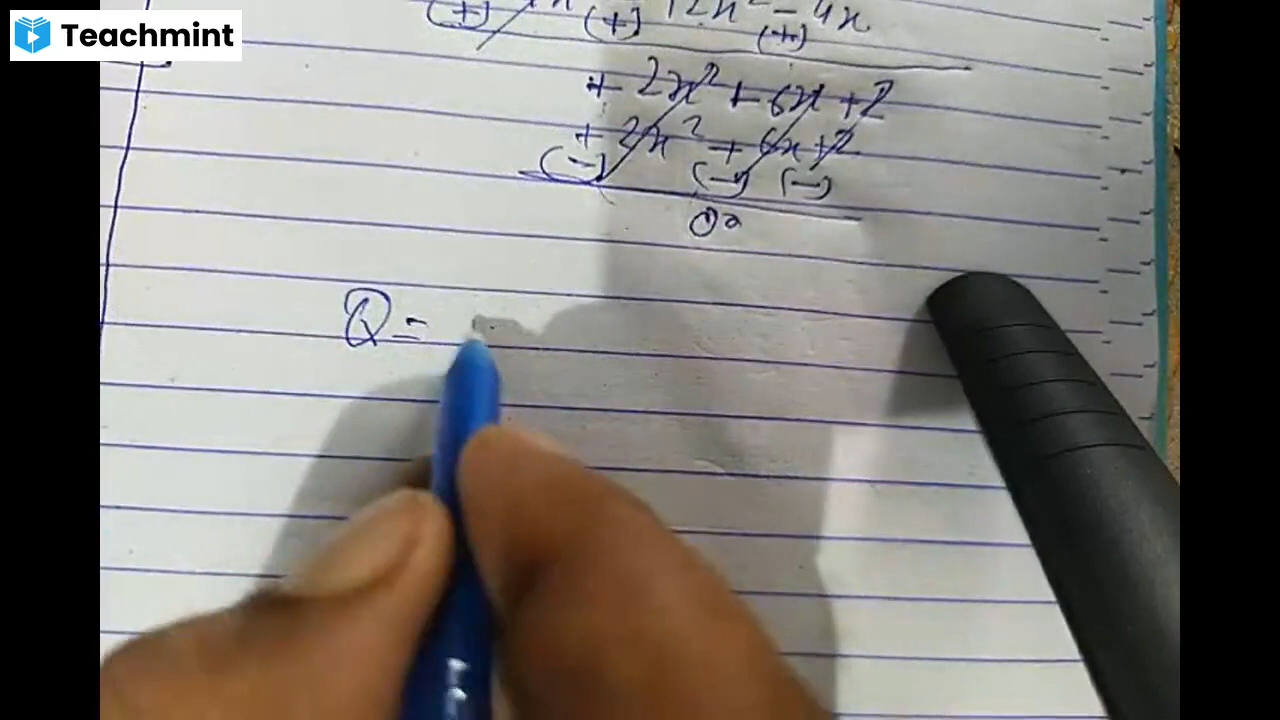 Teachmint
12x² - 4x
(+) (+) (+)
+ 2x² + 6x + 2
+ 2x² + 6x + 2
(-) (-) (-)
0
Q =